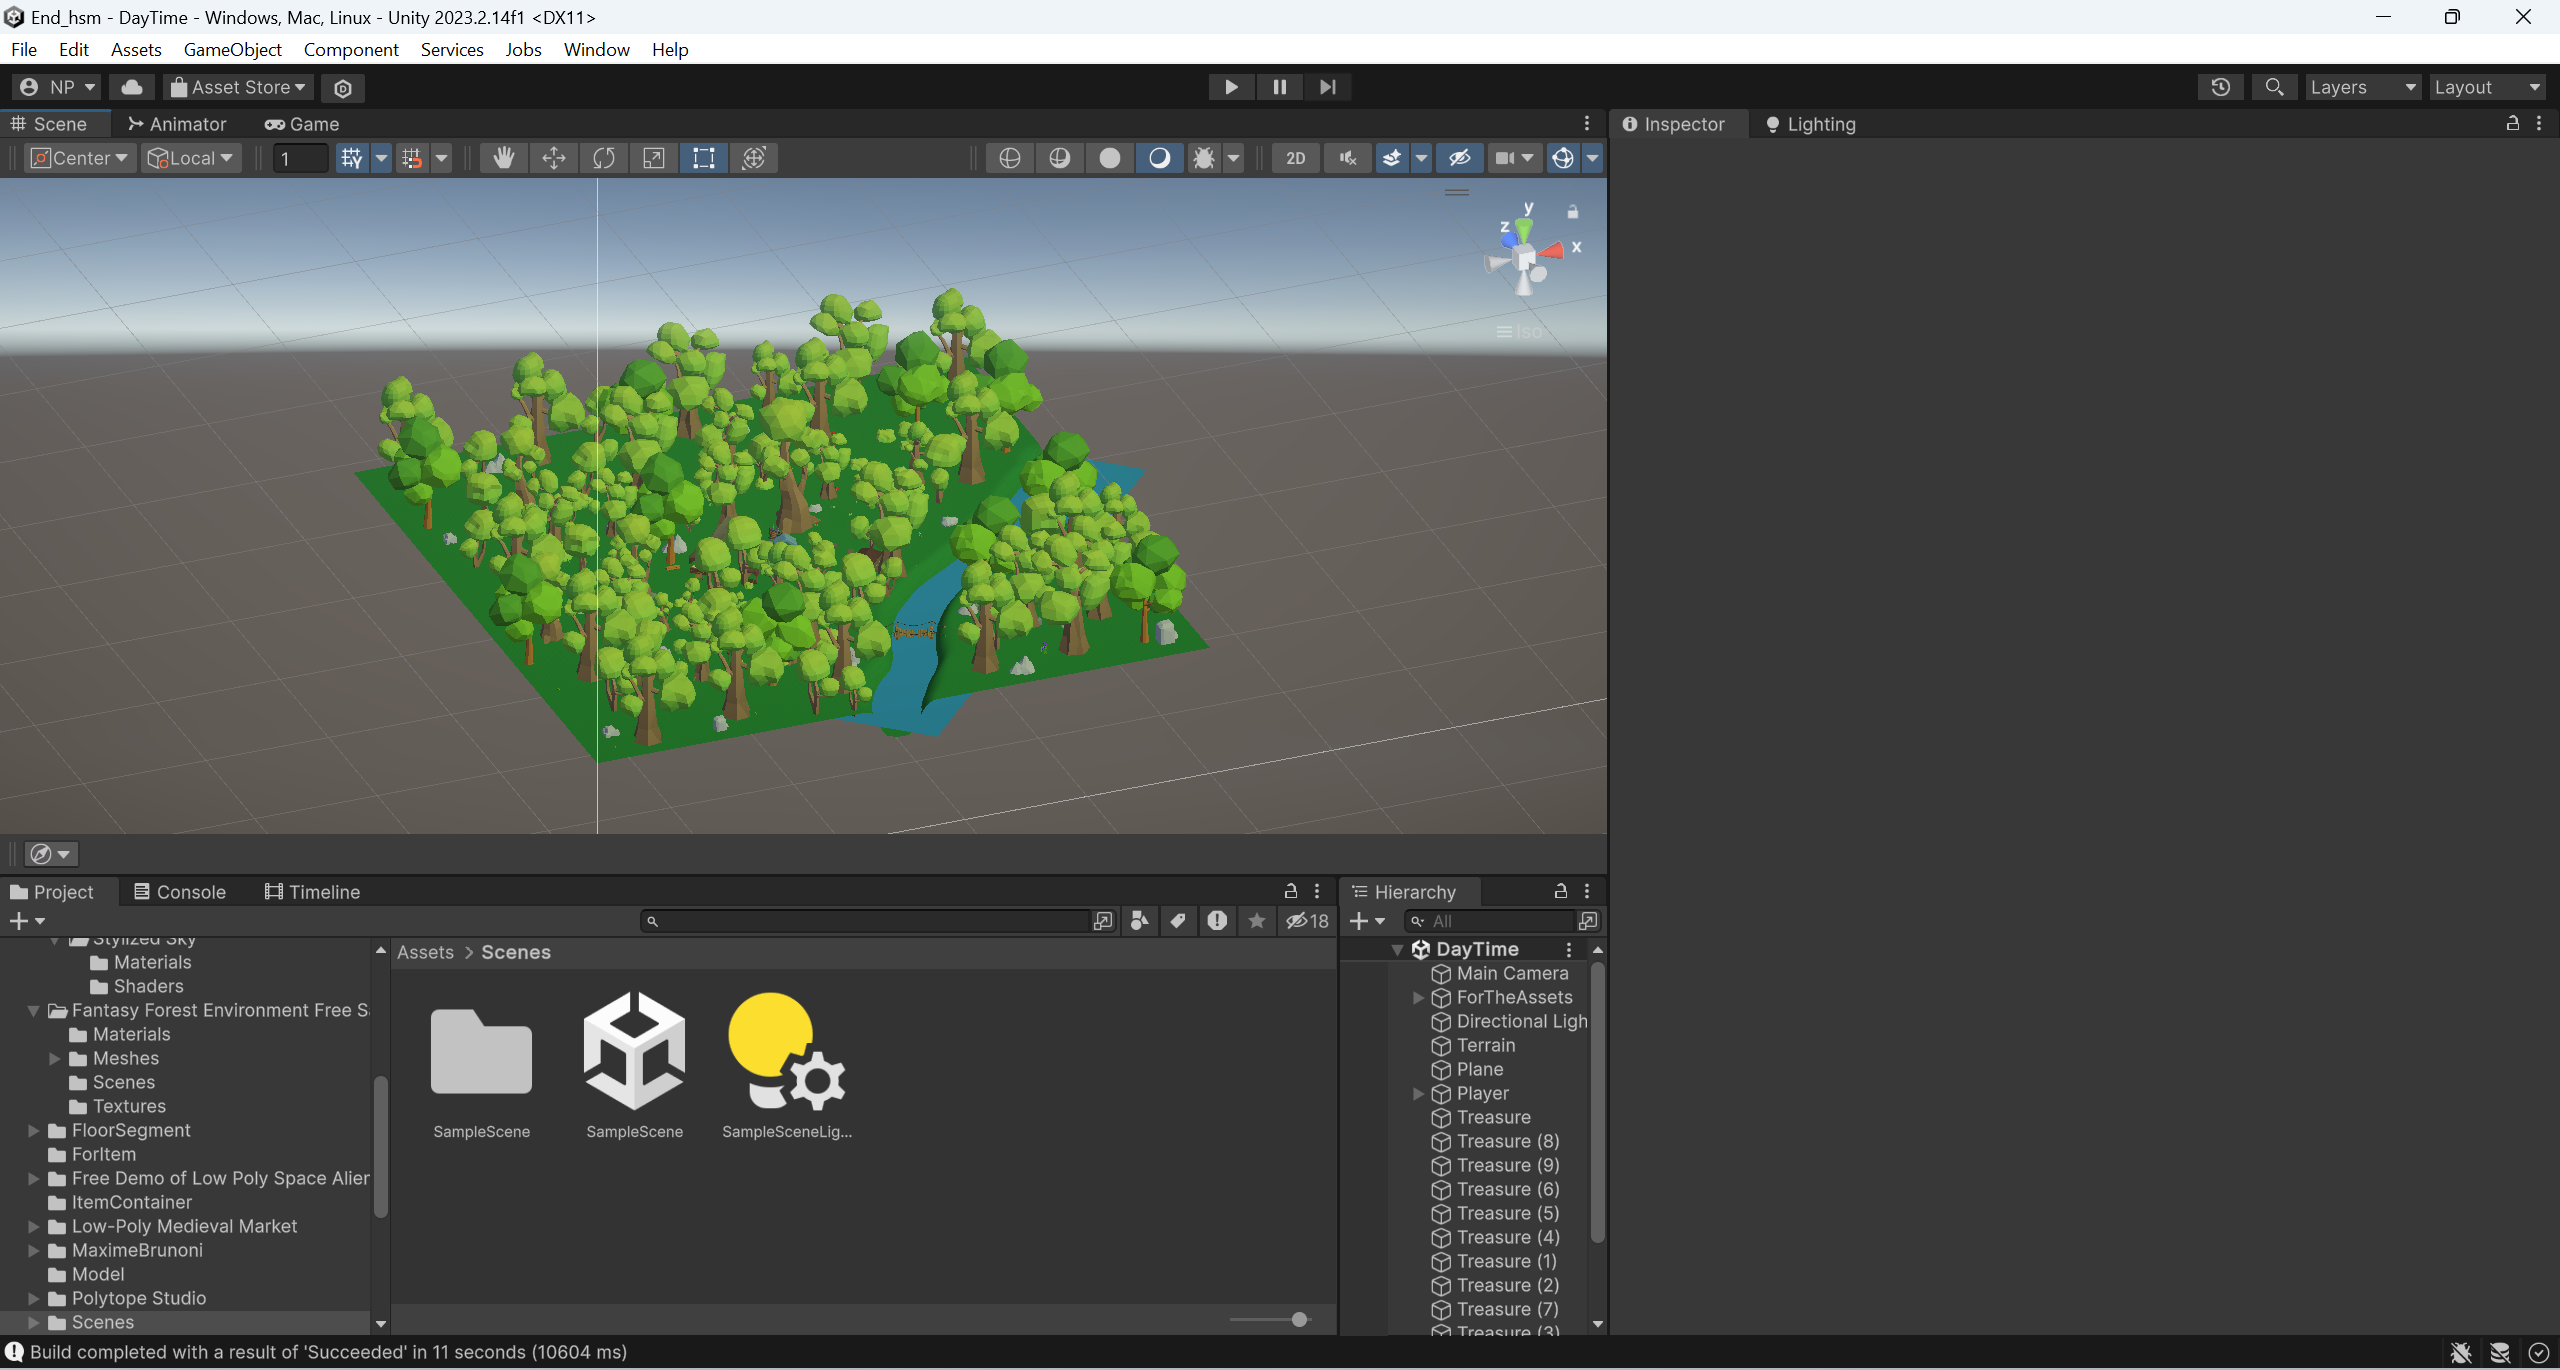 End_hsm - DayTime - Windows, Mac, Linux - Unity 2023.2.14f1 <DX11>
File Edit Assets GameObject Component Services Jobs Window Help
NP Asset Store Layers Layout
Scene Animator Game Inspector Lighting
Center Local 1 2D
y
z
x
Iso
Project Console Timeline Hierarchy
18 All
Stylized Sky
Materials
Shaders
Fantasy Forest Environment Free S
Materials
Meshes
Scenes
Textures
FloorSegment
ForItem
Free Demo of Low Poly Space Alien
ItemContainer
Low-Poly Medieval Market
MaximeBrunoni
Model
Polytope Studio
Scenes
Assets > Scenes
SampleScene SampleScene SampleSceneLig...
DayTime
Main Camera
ForTheAssets
Directional Ligh
Terrain
Plane
Player
Treasure
Treasure (8)
Treasure (9)
Treasure (6)
Treasure (5)
Treasure (4)
Treasure (1)
Treasure (2)
Treasure (7)
Treasure (3)
Build completed with a result of 'Succeeded' in 11 seconds (10604 ms)